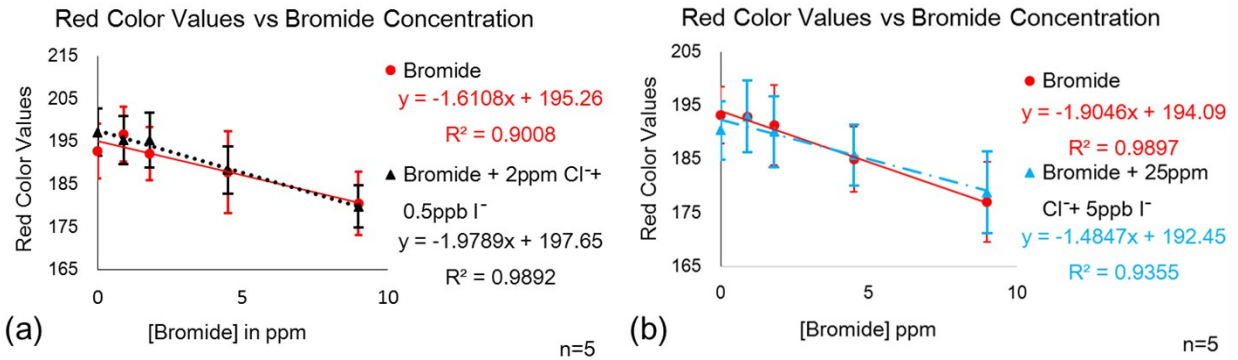 Red Color Values vs Bromide Concentration
215
205
195
185
175
165
Red Color Values
0
5
10
[Bromide] in ppm
Bromide
y = -1.6108x + 195.26
R² = 0.9008
Bromide + 2ppm Cl⁻+
0.5ppb I⁻
y = -1.9789x + 197.65
R² = 0.9892
(a)
n=5
Red Color Values vs Bromide Concentration
205
195
185
175
165
Red Color Values
0
5
10
[Bromide] ppm
Bromide
y = -1.9046x + 194.09
R² = 0.9897
Bromide + 25ppm
Cl⁻+ 5ppb I⁻
y = -1.4847x + 192.45
R² = 0.9355
(b)
n=5